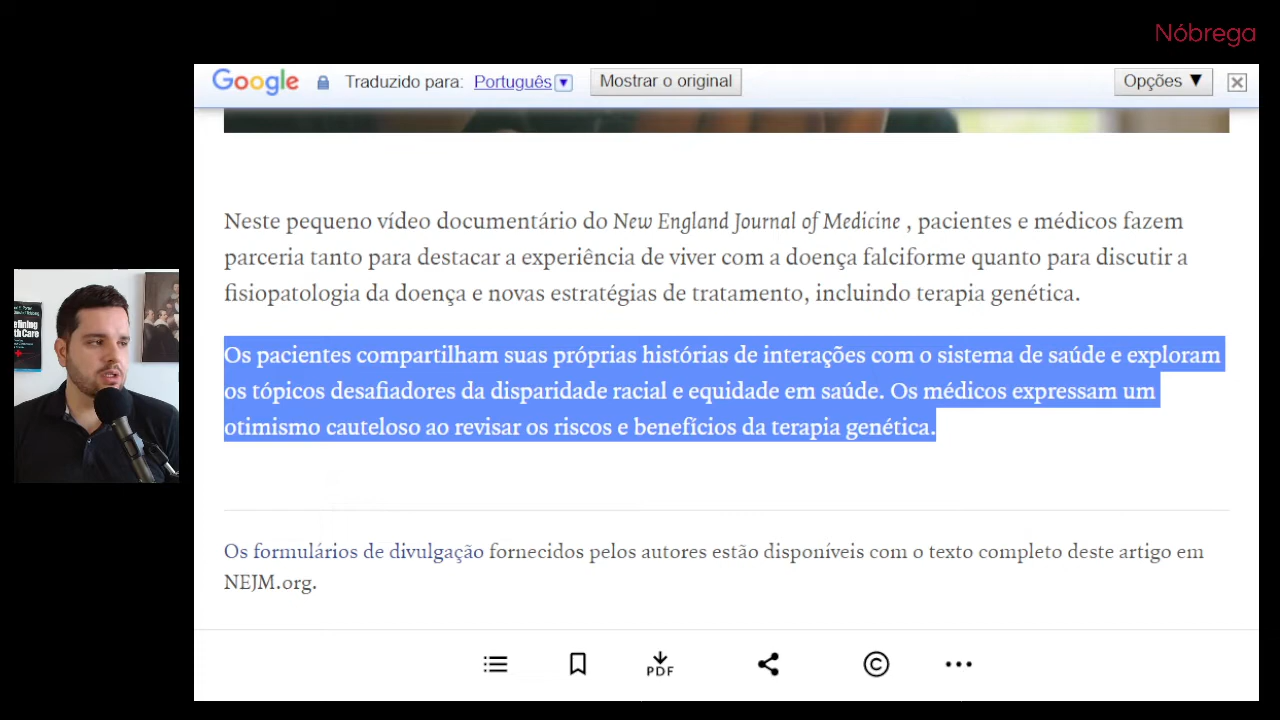 Nóbrega
Google Traduzido para: Português Mostrar o original Opções ▼
Neste pequeno vídeo documentário do New England Journal of Medicine , pacientes e médicos fazem
parceria tanto para destacar a experiência de viver com a doença falciforme quanto para discutir a
fisiopatologia da doença e novas estratégias de tratamento, incluindo terapia genética.
Os pacientes compartilham suas próprias histórias de interações com o sistema de saúde e exploram
os tópicos desafiadores da disparidade racial e equidade em saúde. Os médicos expressam um
otimismo cauteloso ao revisar os riscos e benefícios da terapia genética.
Os formulários de divulgação fornecidos pelos autores estão disponíveis com o texto completo deste artigo em
NEJM.org.
PDF